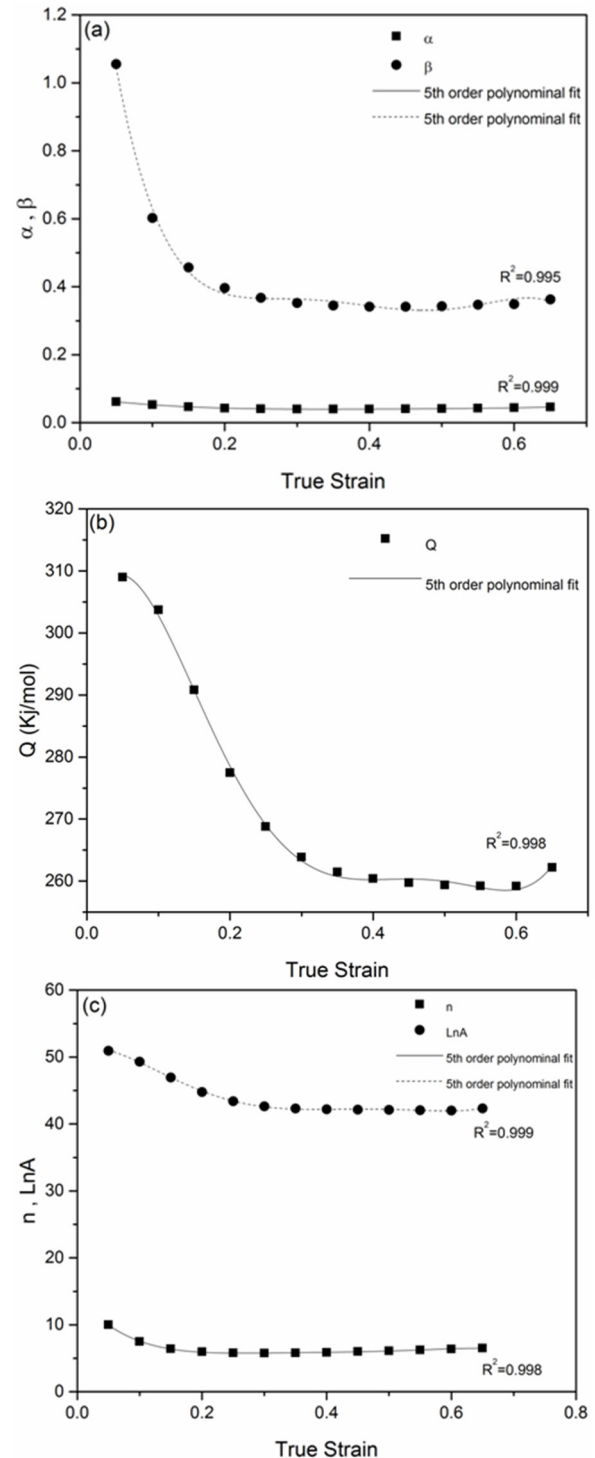 (a)
α
β
5th order polynominal fit
5th order polynominal fit
1.2
1.0
0.8
0.6
0.4
0.2
0.0
α , β
R²=0.995
R²=0.999
0.0 0.2 0.4 0.6
True Strain
(b)
Q
5th order polynominal fit
320
310
300
290
280
270
260
Q (Kj/mol)
R²=0.998
0.0 0.2 0.4 0.6
True Strain
(c)
n
LnA
5th order polynominal fit
5th order polynominal fit
60
50
40
30
20
10
0
n , LnA
R²=0.999
R²=0.998
0.0 0.2 0.4 0.6 0.8
True Strain